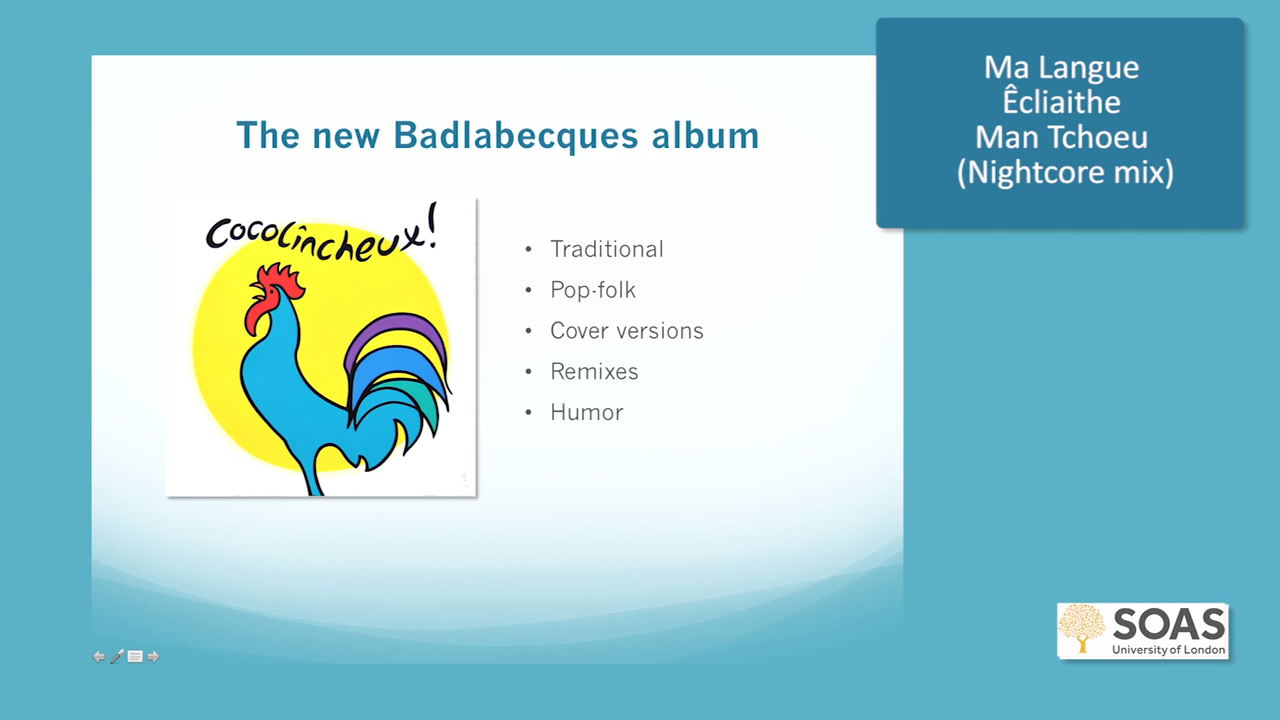 The new Badlabecques album
Cocolîncheux!
• Traditional
• Pop-folk
• Cover versions
• Remixes
• Humor
Ma Langue
Êcliaithe
Man Tchoeu
(Nightcore mix)
SOAS
University of London